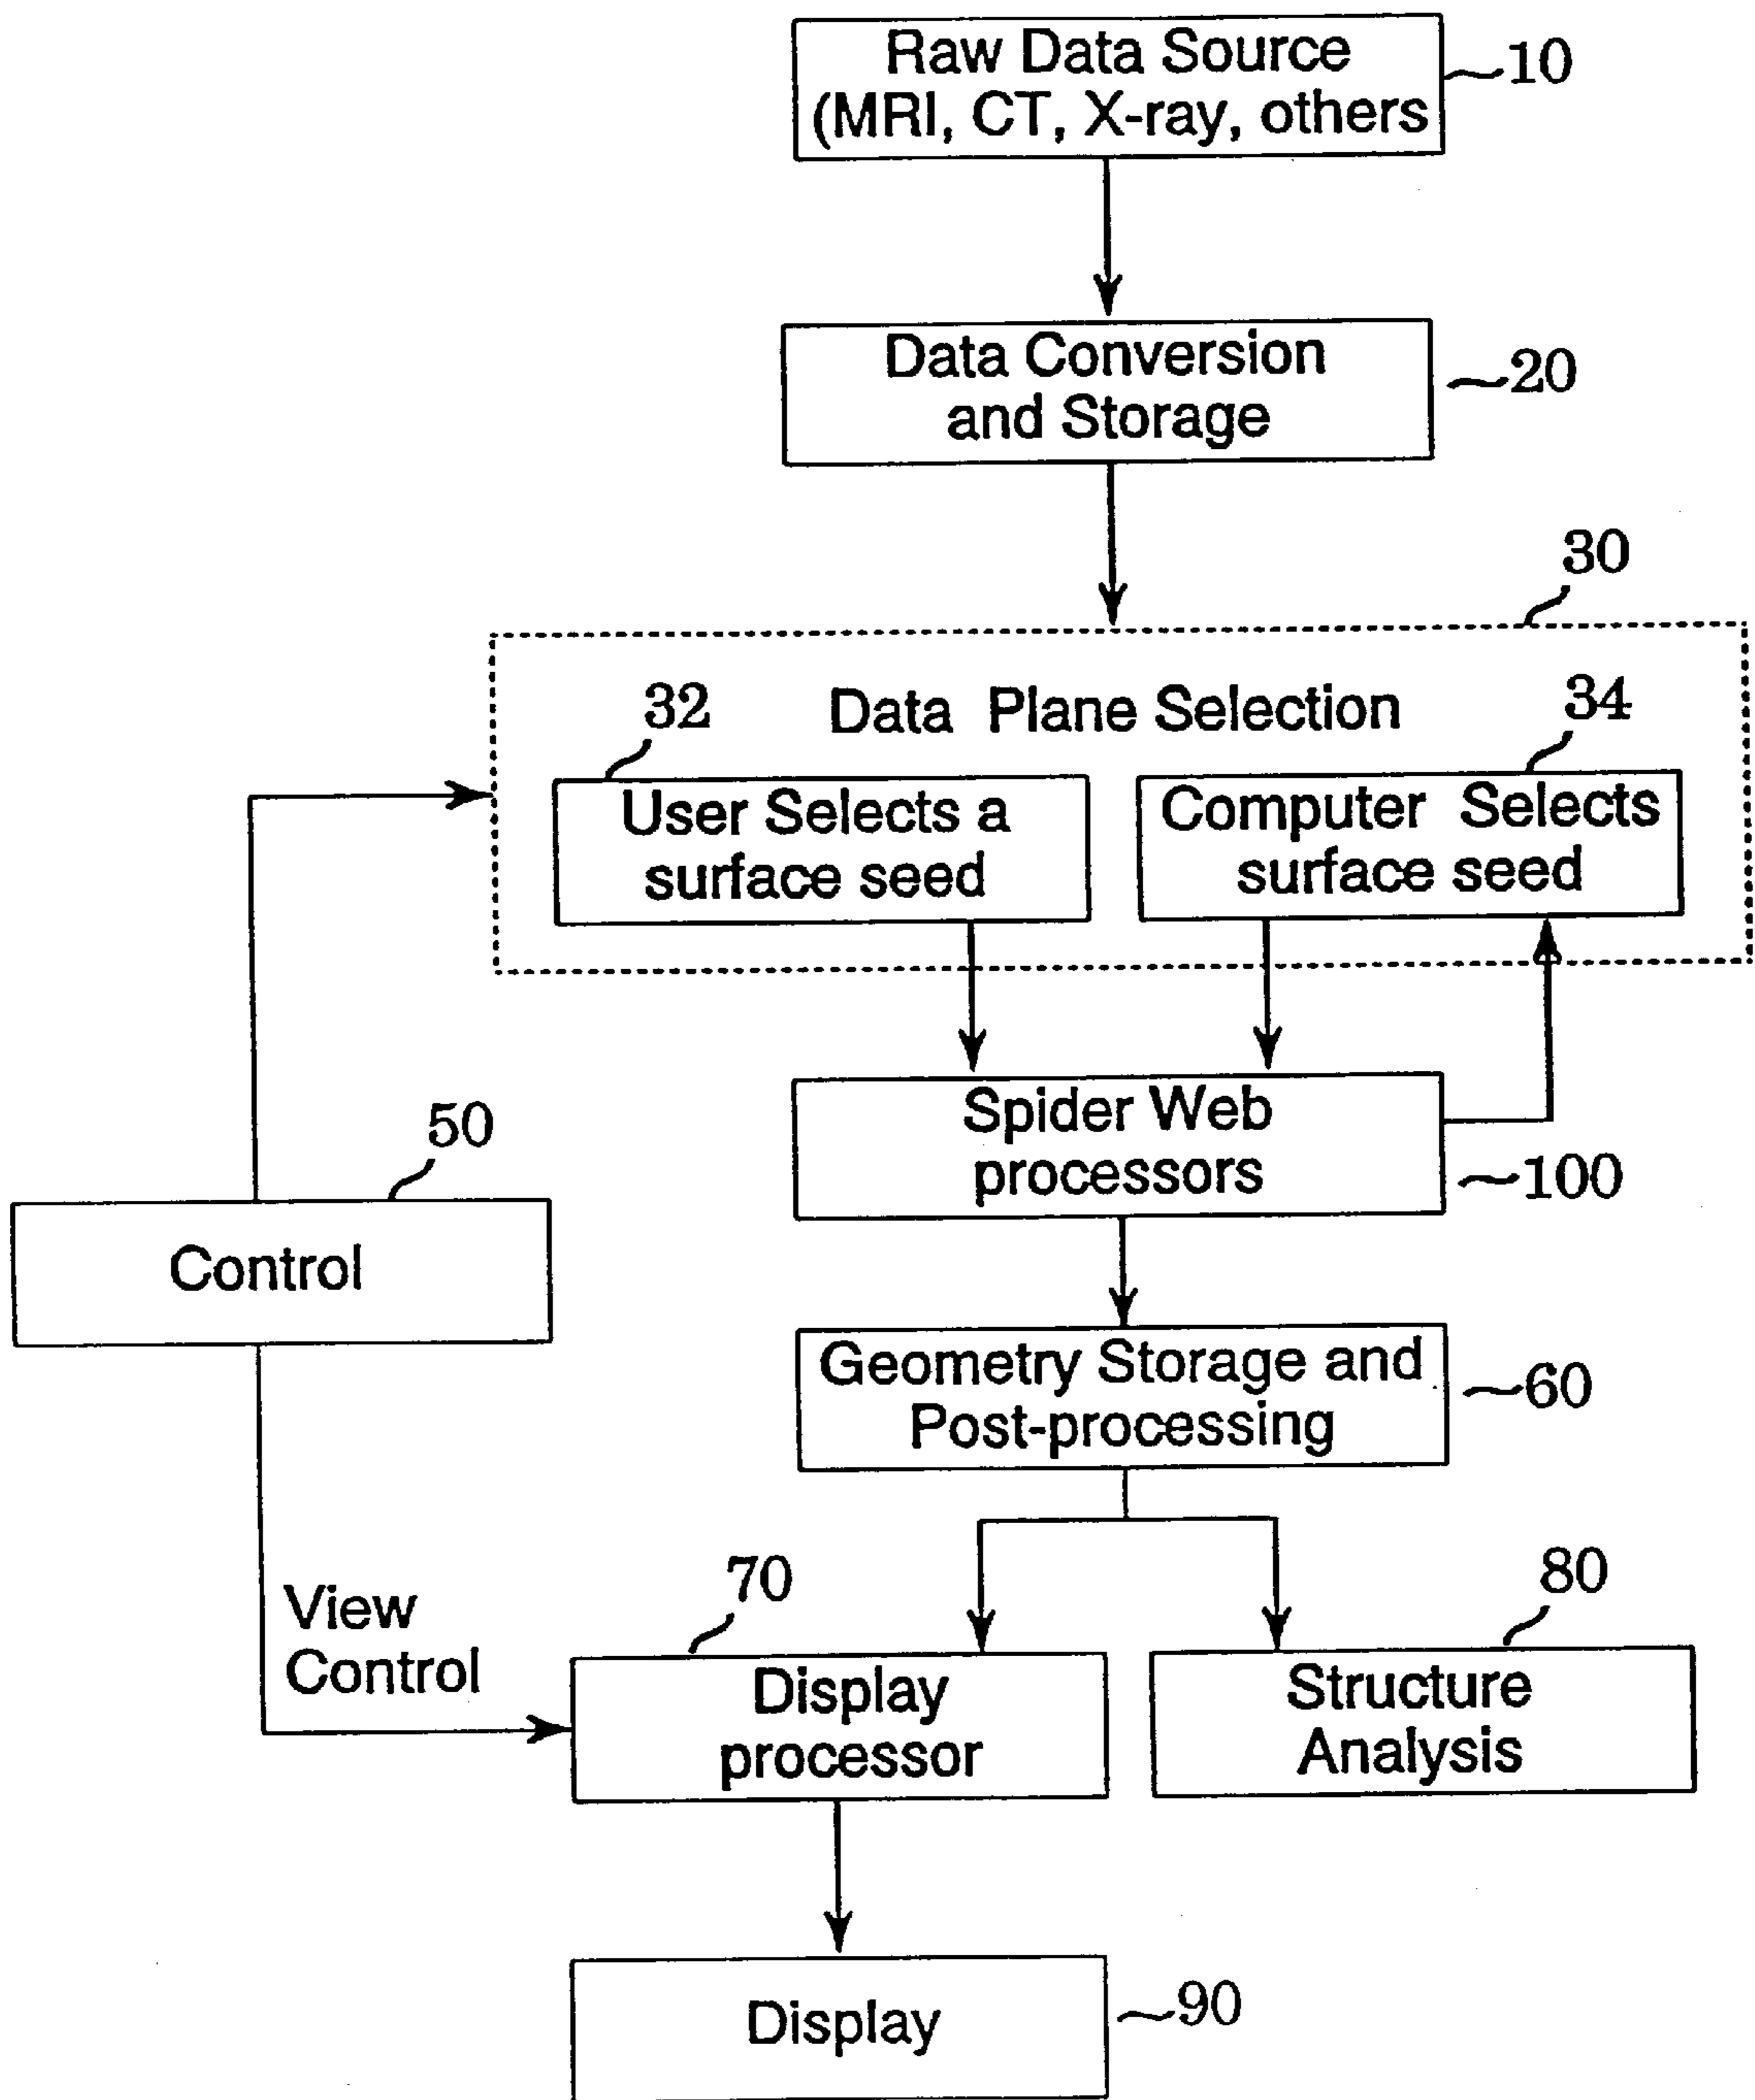 Raw Data Source
(MRI, CT, X-ray, others
10
Data Conversion
and Storage
20
30
Data Plane Selection
32
34
User Selects a
surface seed
Computer Selects
surface seed
Spider Web
processors
100
50
Control
Geometry Storage and
Post-processing
60
View
Control
70
80
Display
processor
Structure
Analysis
Display
90